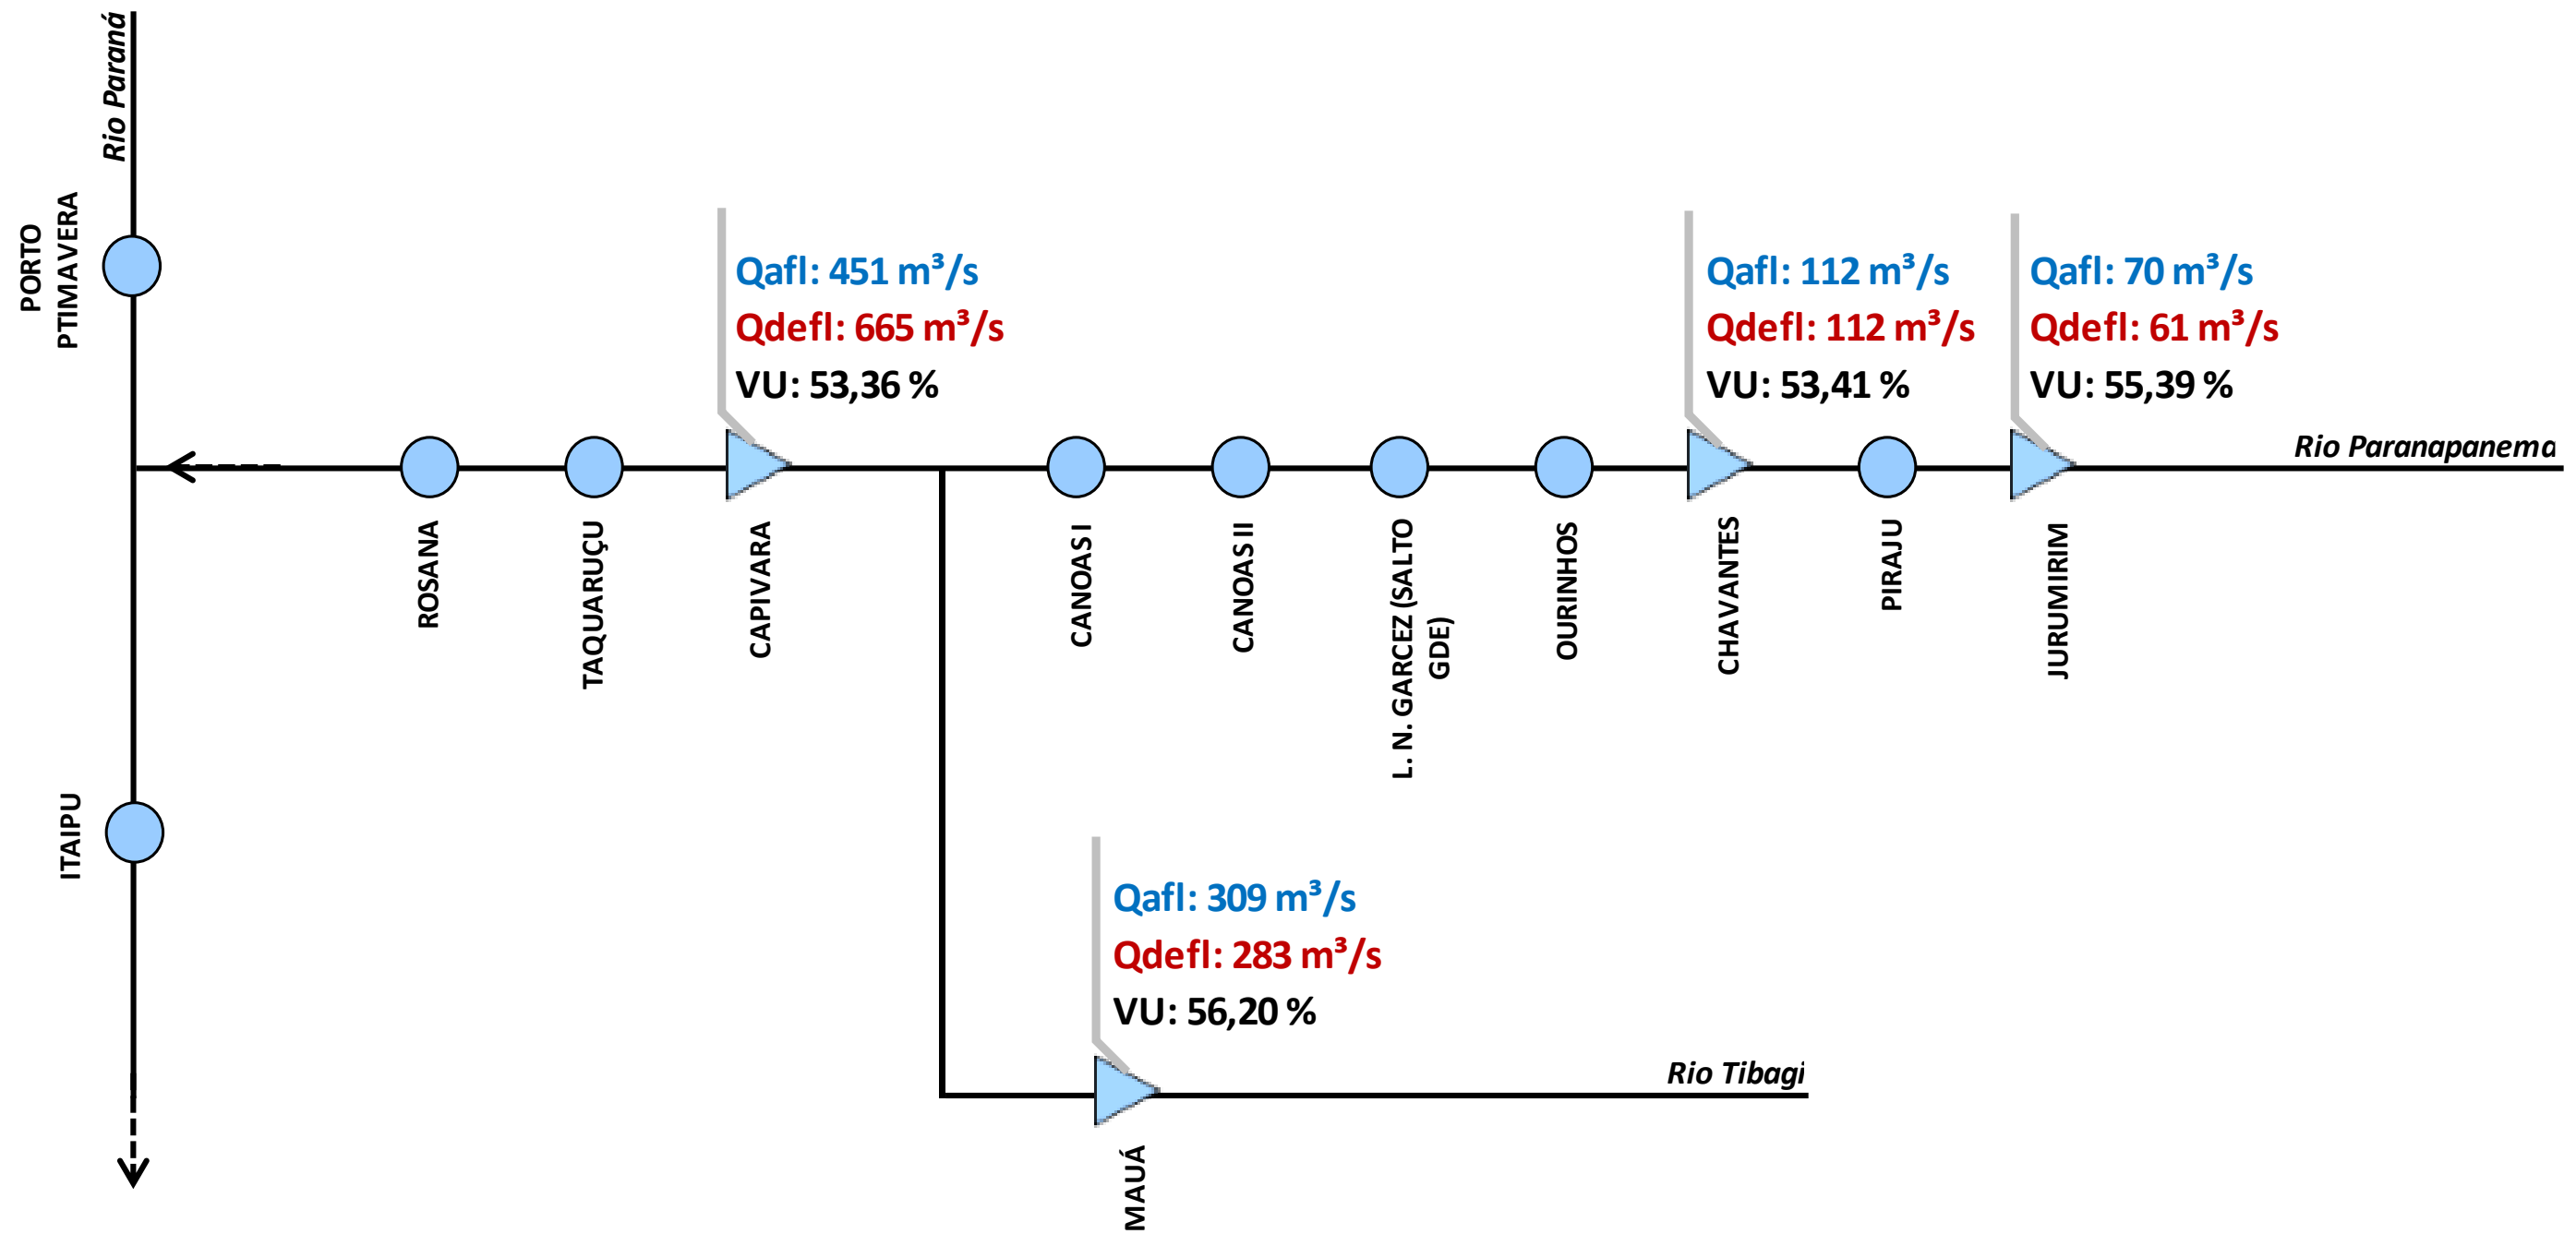 Rio Paraná
PORTO
PTIMAVERA
Qafl: 451 m³/s
Qdefl: 665 m³/s
VU: 53,36 %
Qafl: 112 m³/s
Qdefl: 112 m³/s
VU: 53,41 %
Qafl: 70 m³/s
Qdefl: 61 m³/s
VU: 55,39 %
Rio Paranapanema
ROSANA
TAQUARUÇU
CAPIVARA
CANOAS I
CANOAS II
L. N. GARCEZ (SALTO
GDE)
OURINHOS
CHAVANTES
PIRAJU
JURUMIRIM
ITAIPU
Qafl: 309 m³/s
Qdefl: 283 m³/s
VU: 56,20 %
Rio Tibagi
MAUÁ